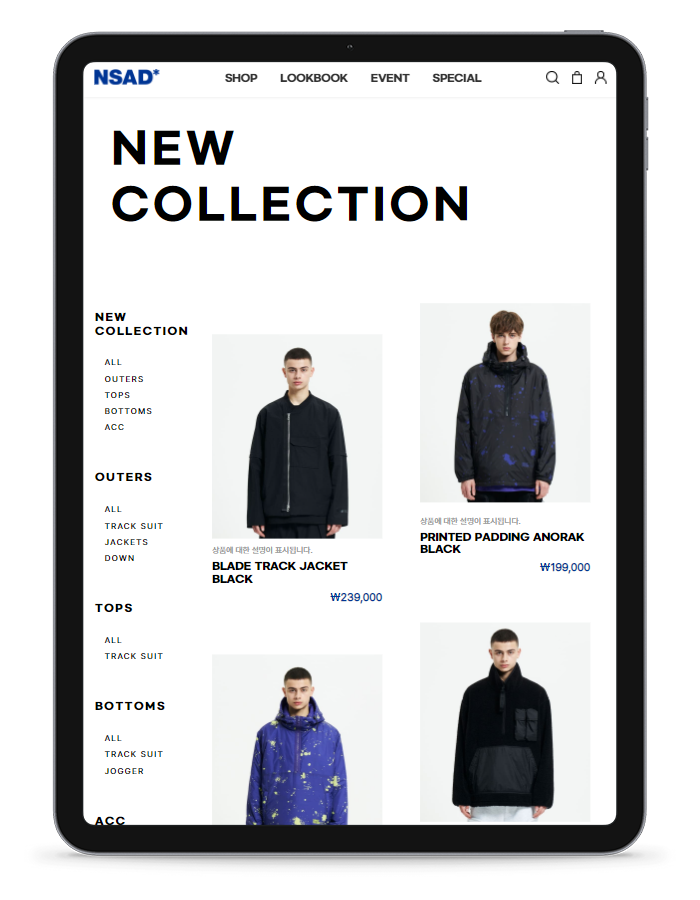 NSAD*
SHOP LOOKBOOK EVENT SPECIAL
NEW
COLLECTION
NEW
COLLECTION
ALL
OUTERS
TOPS
BOTTOMS
ACC
OUTERS
ALL
TRACK SUIT
JACKETS
DOWN
TOPS
ALL
TRACK SUIT
BOTTOMS
ALL
TRACK SUIT
JOGGER
ACC
상품에 대한 설명이 표시됩니다.
BLADE TRACK JACKET
BLACK
₩239,000
상품에 대한 설명이 표시됩니다.
PRINTED PADDING ANORAK
BLACK
₩199,000